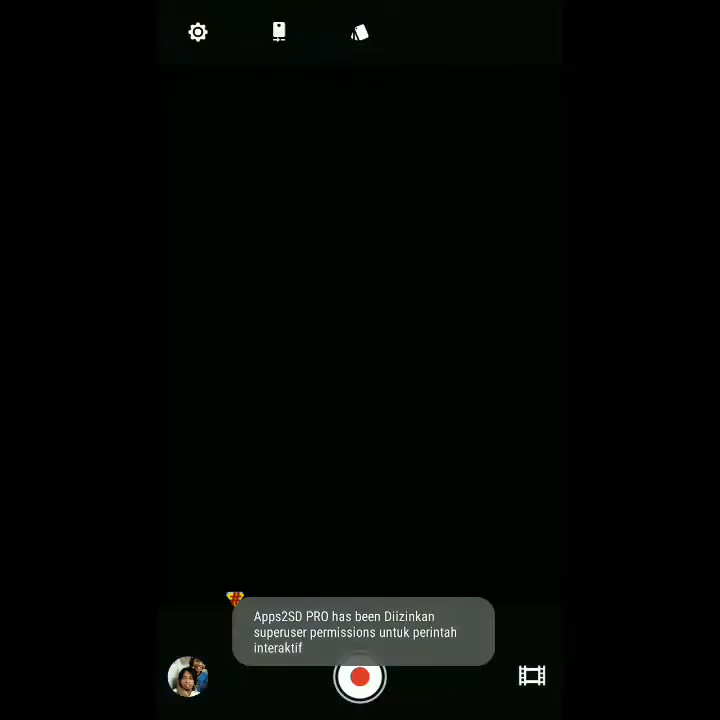 Apps2SD PRO has been Diizinkan
superuser permissions untuk perintah
interaktif